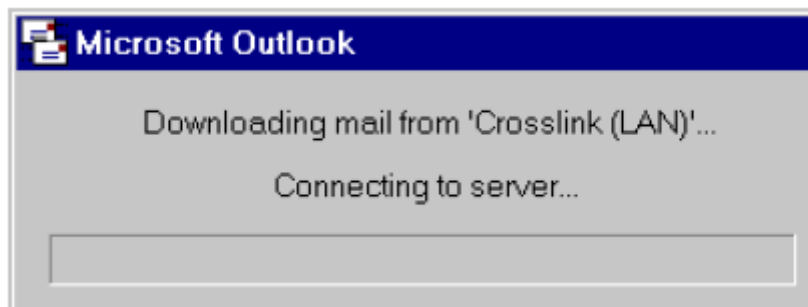 Microsoft Outlook
Downloading mail from 'Crosslink (LAN)'...
Connecting to server...